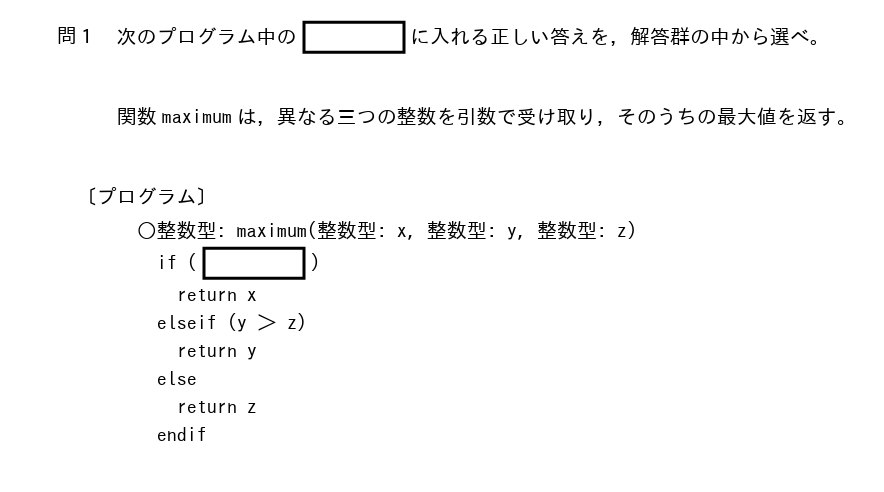 問1 次のプログラム中の に入れる正しい答えを，解答群の中から選べ。
関数 maximum は，異なる三つの整数を引数で受け取り，そのうちの最大値を返す。
〔プログラム〕
○整数型: maximum(整数型: x, 整数型: y, 整数型: z)
if ( )
return x
elseif (y ＞ z)
return y
else
return z
endif